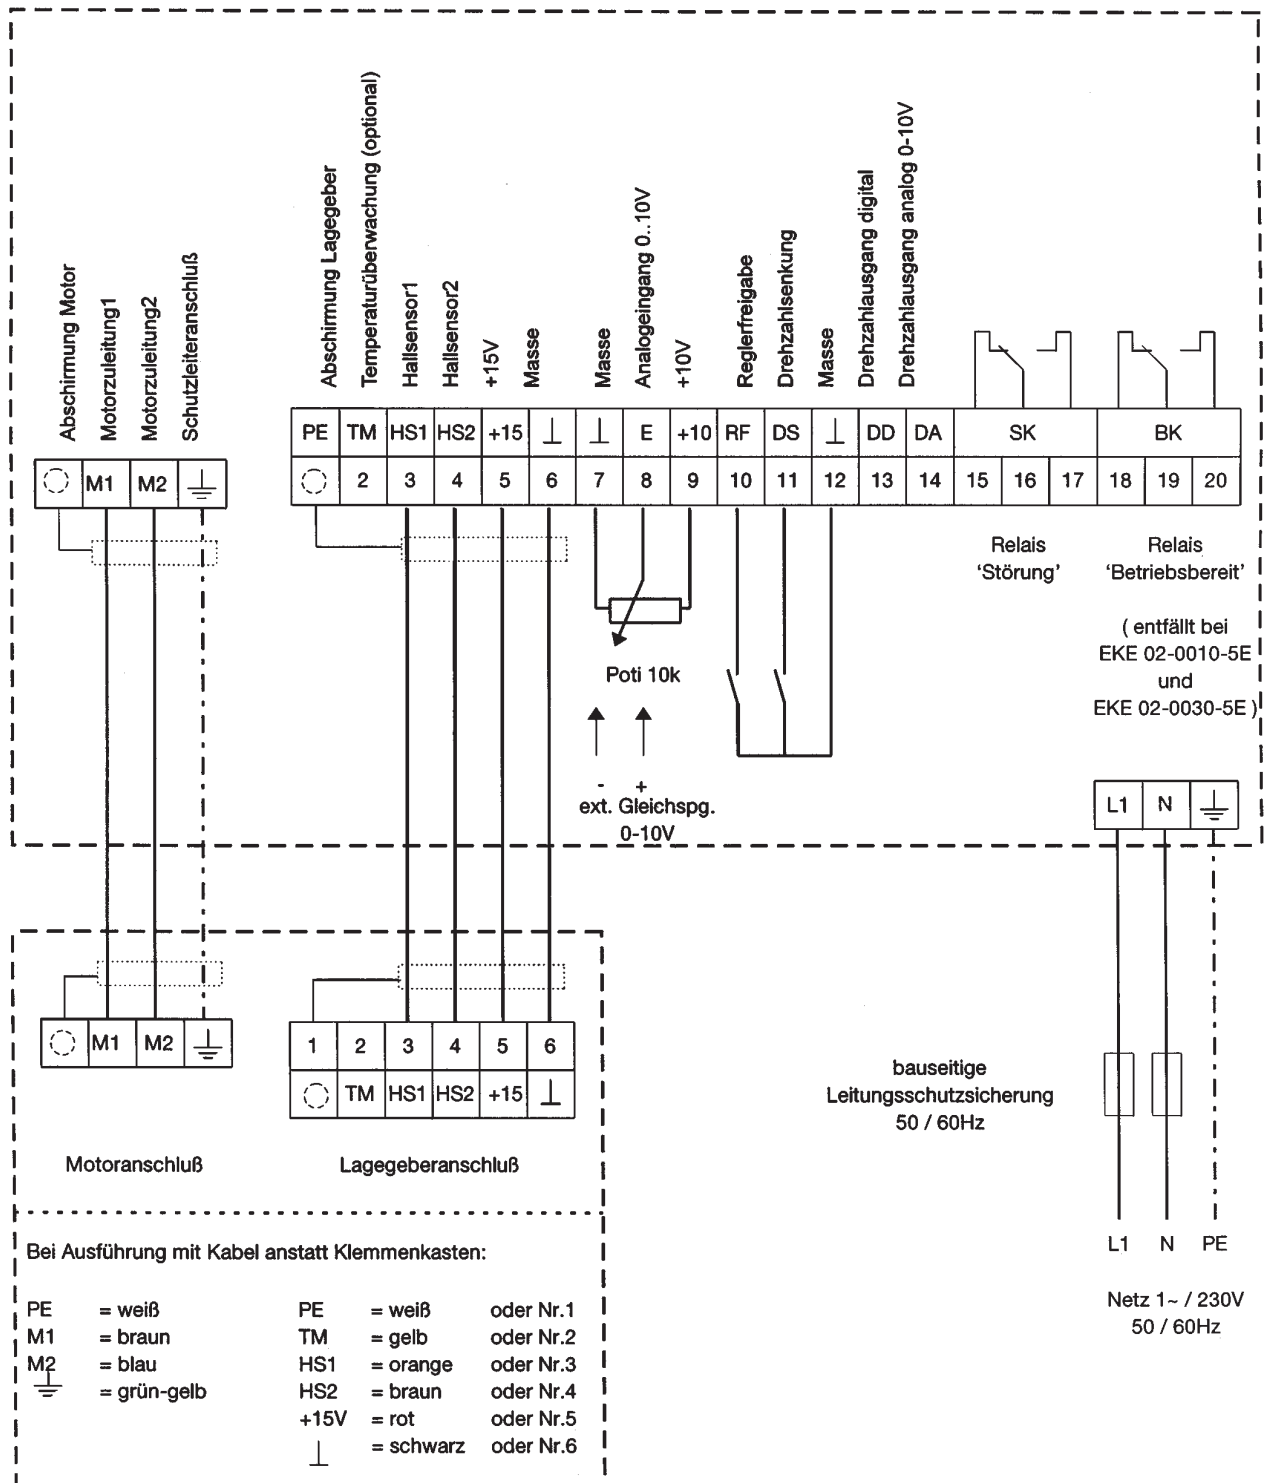 Abschirmung Motor
Motorzuleitung1
Motorzuleitung2
Schutzleiteranschluß
Abschirmung Lagegeber
Temperaturüberwachung (optional)
Hallsensor1
Hallsensor2
+15V
Masse
Masse
Analogeingang 0..10V
+10V
Reglerfreigabe
Drehzahlsenkung
Masse
Drehzahlausgang digital
Drehzahlausgang analog 0-10V
PE TM HS1 HS2 +15 ⊥ ⊥ E +10 RF DS ⊥ DD DA SK BK
2 3 4 5 6 7 8 9 10 11 12 13 14 15 16 17 18 19 20
M1 M2
Relais
‘Störung’
Relais
‘Betriebsbereit’
( entfällt bei
EKE 02-0010-5E
und
EKE 02-0030-5E )
Poti 10k
- +
ext. Gleichspg.
0-10V
L1 N
M1 M2
1 2 3 4 5 6
TM HS1 HS2 +15 ⊥
Motoranschluß
Lagegeberanschluß
bauseitige
Leitungsschutzsicherung
50 / 60Hz
L1 N PE
Netz 1~ / 230V
50 / 60Hz
Bei Ausführung mit Kabel anstatt Klemmenkasten:
PE = weiß
M1 = braun
M2 = blau
⏚ = grün-gelb
PE = weiß oder Nr.1
TM = gelb oder Nr.2
HS1 = orange oder Nr.3
HS2 = braun oder Nr.4
+15V = rot oder Nr.5
⊥ = schwarz oder Nr.6